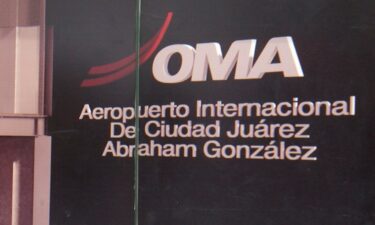 OMA
Aeropuerto Internacional
De Ciudad Juárez
Abraham González